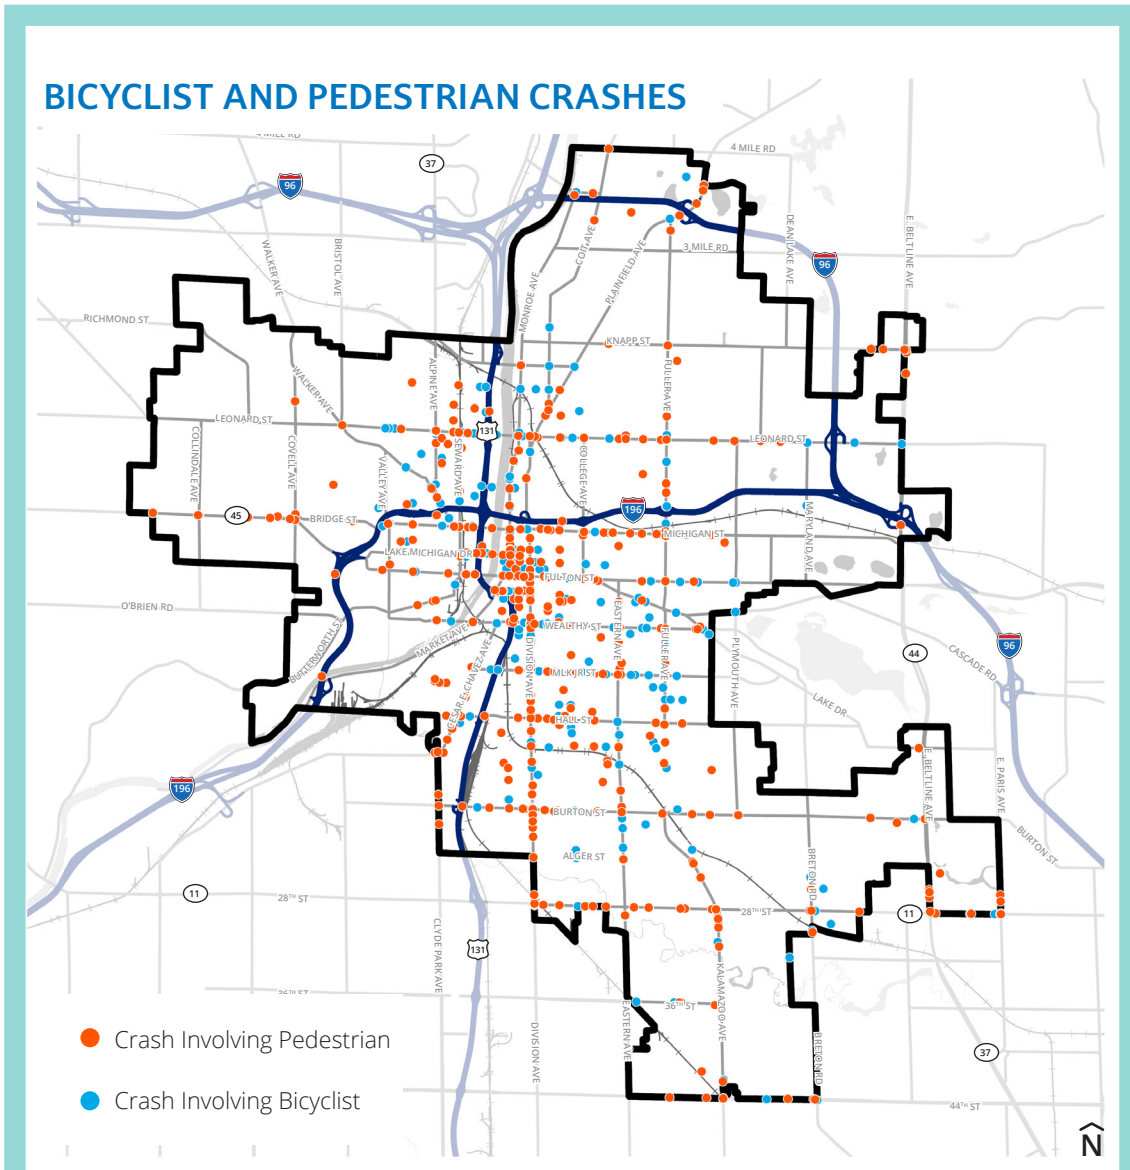 BICYCLIST AND PEDESTRIAN CRASHES
4 MILE RD
37
4 MILE RD
96
DEAN LAKE AVE
E. BELT LINE AVE
WALKER AVE
BRISTOL AVE
COIT AVE
PLAINFIELD AVE
3 MILE RD
96
MONROE AVE
RICHMOND ST
KNAPP ST
WALKER AVE
ALPINE AVE
FULLER AVE
LEONARD ST
131
LEONARD ST
COLLINDALE AVE
COVELL AVE
VALLEY AVE
SEWARD AVE
COLLEGE AVE
45
BRIDGE ST
196
MICHIGAN ST
MARYLAND AVE
LAKE MICHIGAN DR
FULTON ST
O'BRIEN RD
EASTERN AVE
WEALTHY ST
FULLER AVE
BUTTERWORTH ST
MARKET AVE
PLYMOUTH AVE
44
CASCADE RD
96
DIVISION AVE
MLK JR ST
CESAR E. CHAVEZ AVE
LAKE DR
HALL ST
196
E. BELT LINE AVE
E. PARIS AVE
BURTON ST
BURTON ST
ALGER ST
BRETON RD
11
28TH ST
28TH ST
11
CLYDE PARK AVE
131
KALAMAZOO AVE
36TH ST
36TH ST
EASTERN AVE
DIVISION AVE
BRETON RD
37
44TH ST
Crash Involving Pedestrian
Crash Involving Bicyclist
N